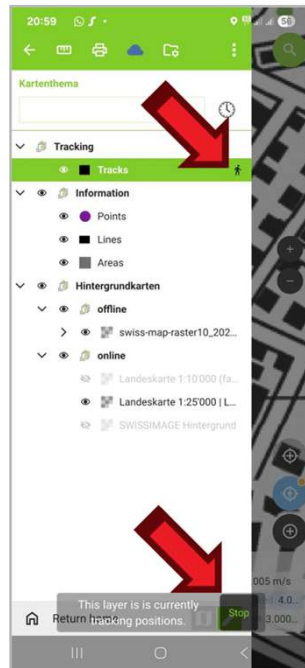 20:59
56
Kartenthema
Tracking
Tracks
Information
Points
Lines
Areas
Hintergrundkarten
offline
swiss-map-raster10_202...
online
Landeskarte 1:10'000 (fa...
Landeskarte 1:25'000 | L...
SWISSIMAGE Hintergrund
005 m/s
4.0...
3.000...
Return home
This layer is is currently
tracking positions.
Stop